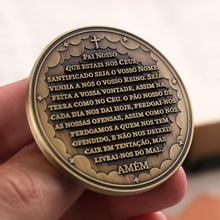 PAI NOSSO
QUE ESTAIS NOS CÉUS,
SANTIFICADO SEJA O VOSSO NOME,
VENHA A NÓS O VOSSO REINO. SEJA
FEITA A VOSSA VONTADE, ASSIM NA
TERRA COMO NO CÉU. O PÃO NOSSO DE
CADA DIA NOS DAI HOJE, PERDOAI-NOS
AS NOSSAS OFENSAS, ASSIM COMO NÓS
PERDOAMOS A QUEM NOS TEM
OFENDIDO, E NÃO NOS DEIXEIS
CAIR EM TENTAÇÃO, MAS
LIVRAI-NOS DO MAL.
AMÉM